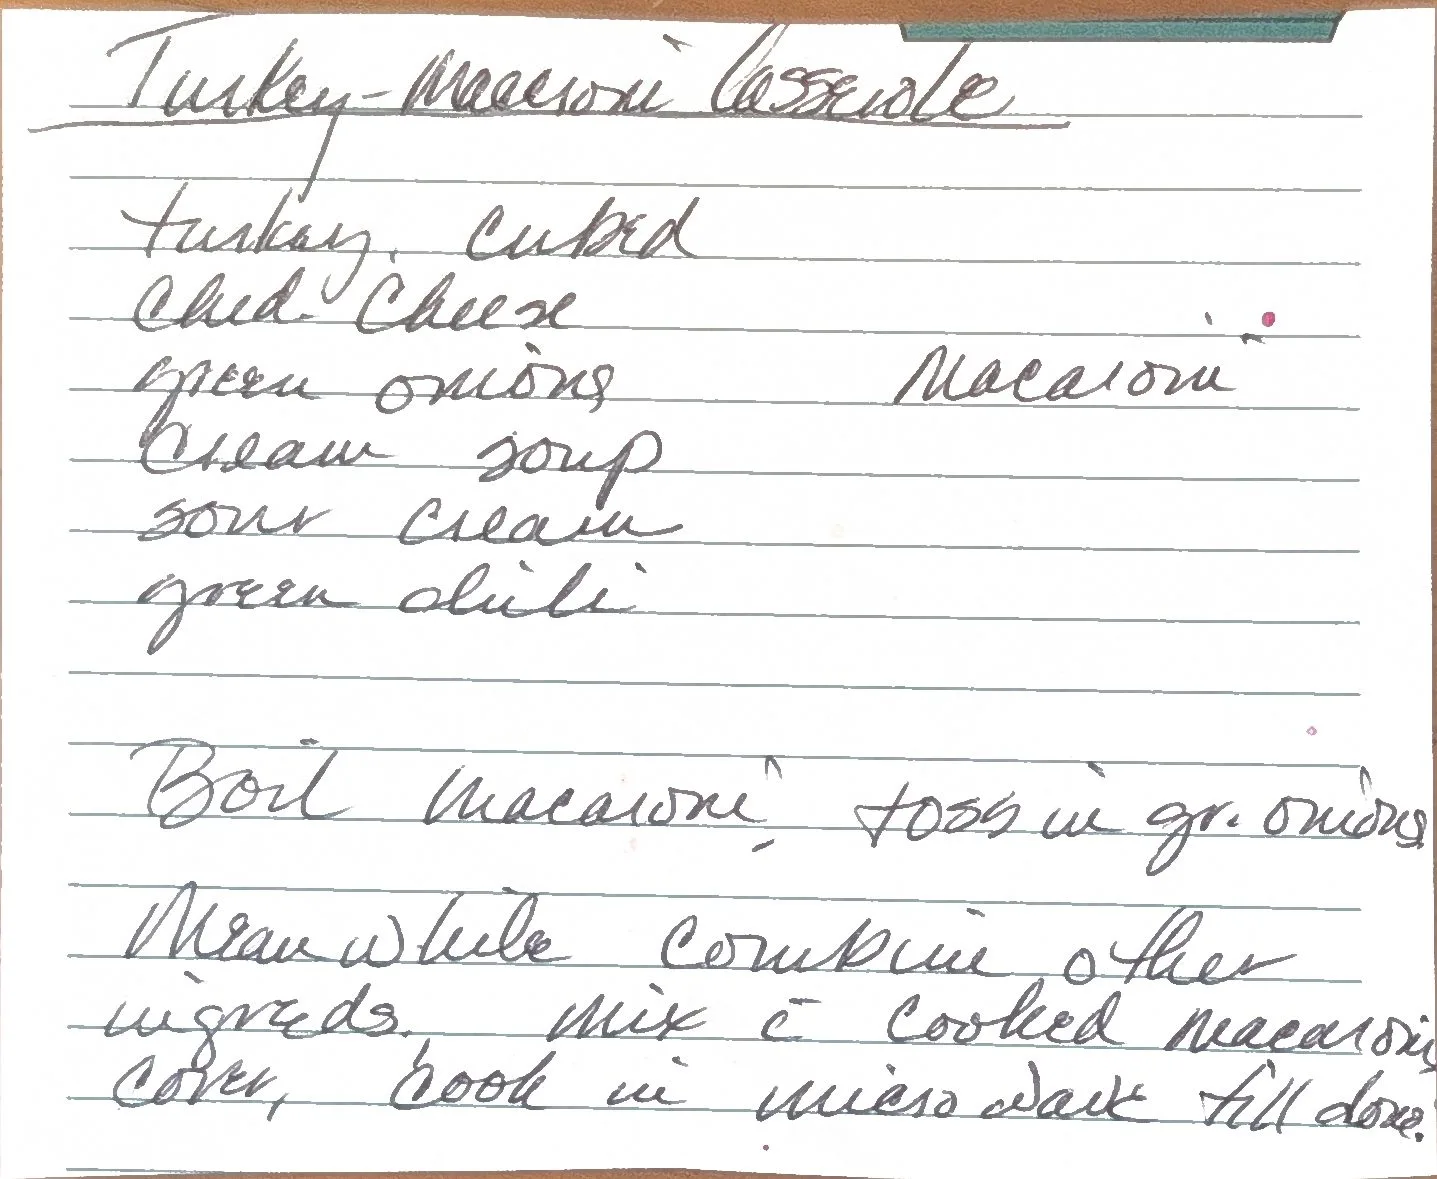 Turkey-Macaroni Casserole
turkey, cubed
Ched. Cheese
green onions Macaroni
Cream soup
sour cream
green chili
Boil macaroni, toss in gr. onions
Meanwhile combine other
ingreds. Mix c̄ cooked macaroni,
cover, cook in microwave till done.